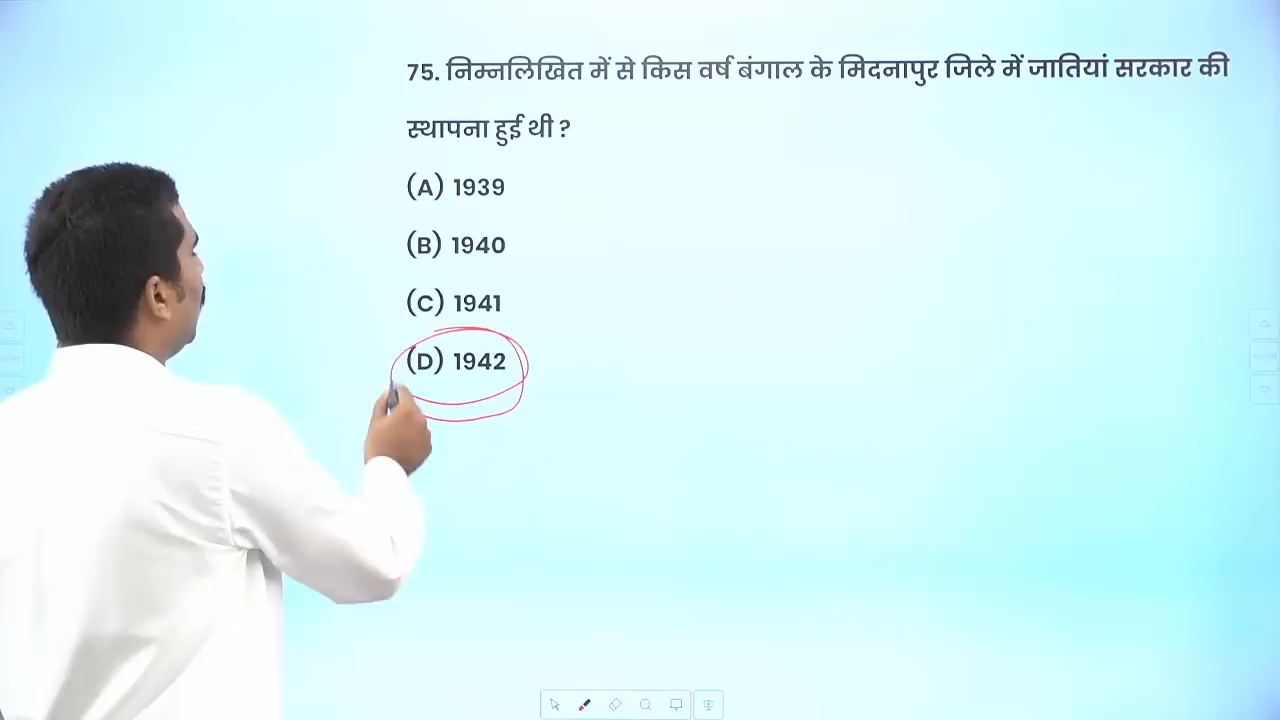 75. निम्नलिखित में से किस वर्ष बंगाल के मिदनापुर जिले में जातियां सरकार की
स्थापना हुई थी ?
(A) 1939
(B) 1940
(C) 1941
(D) 1942